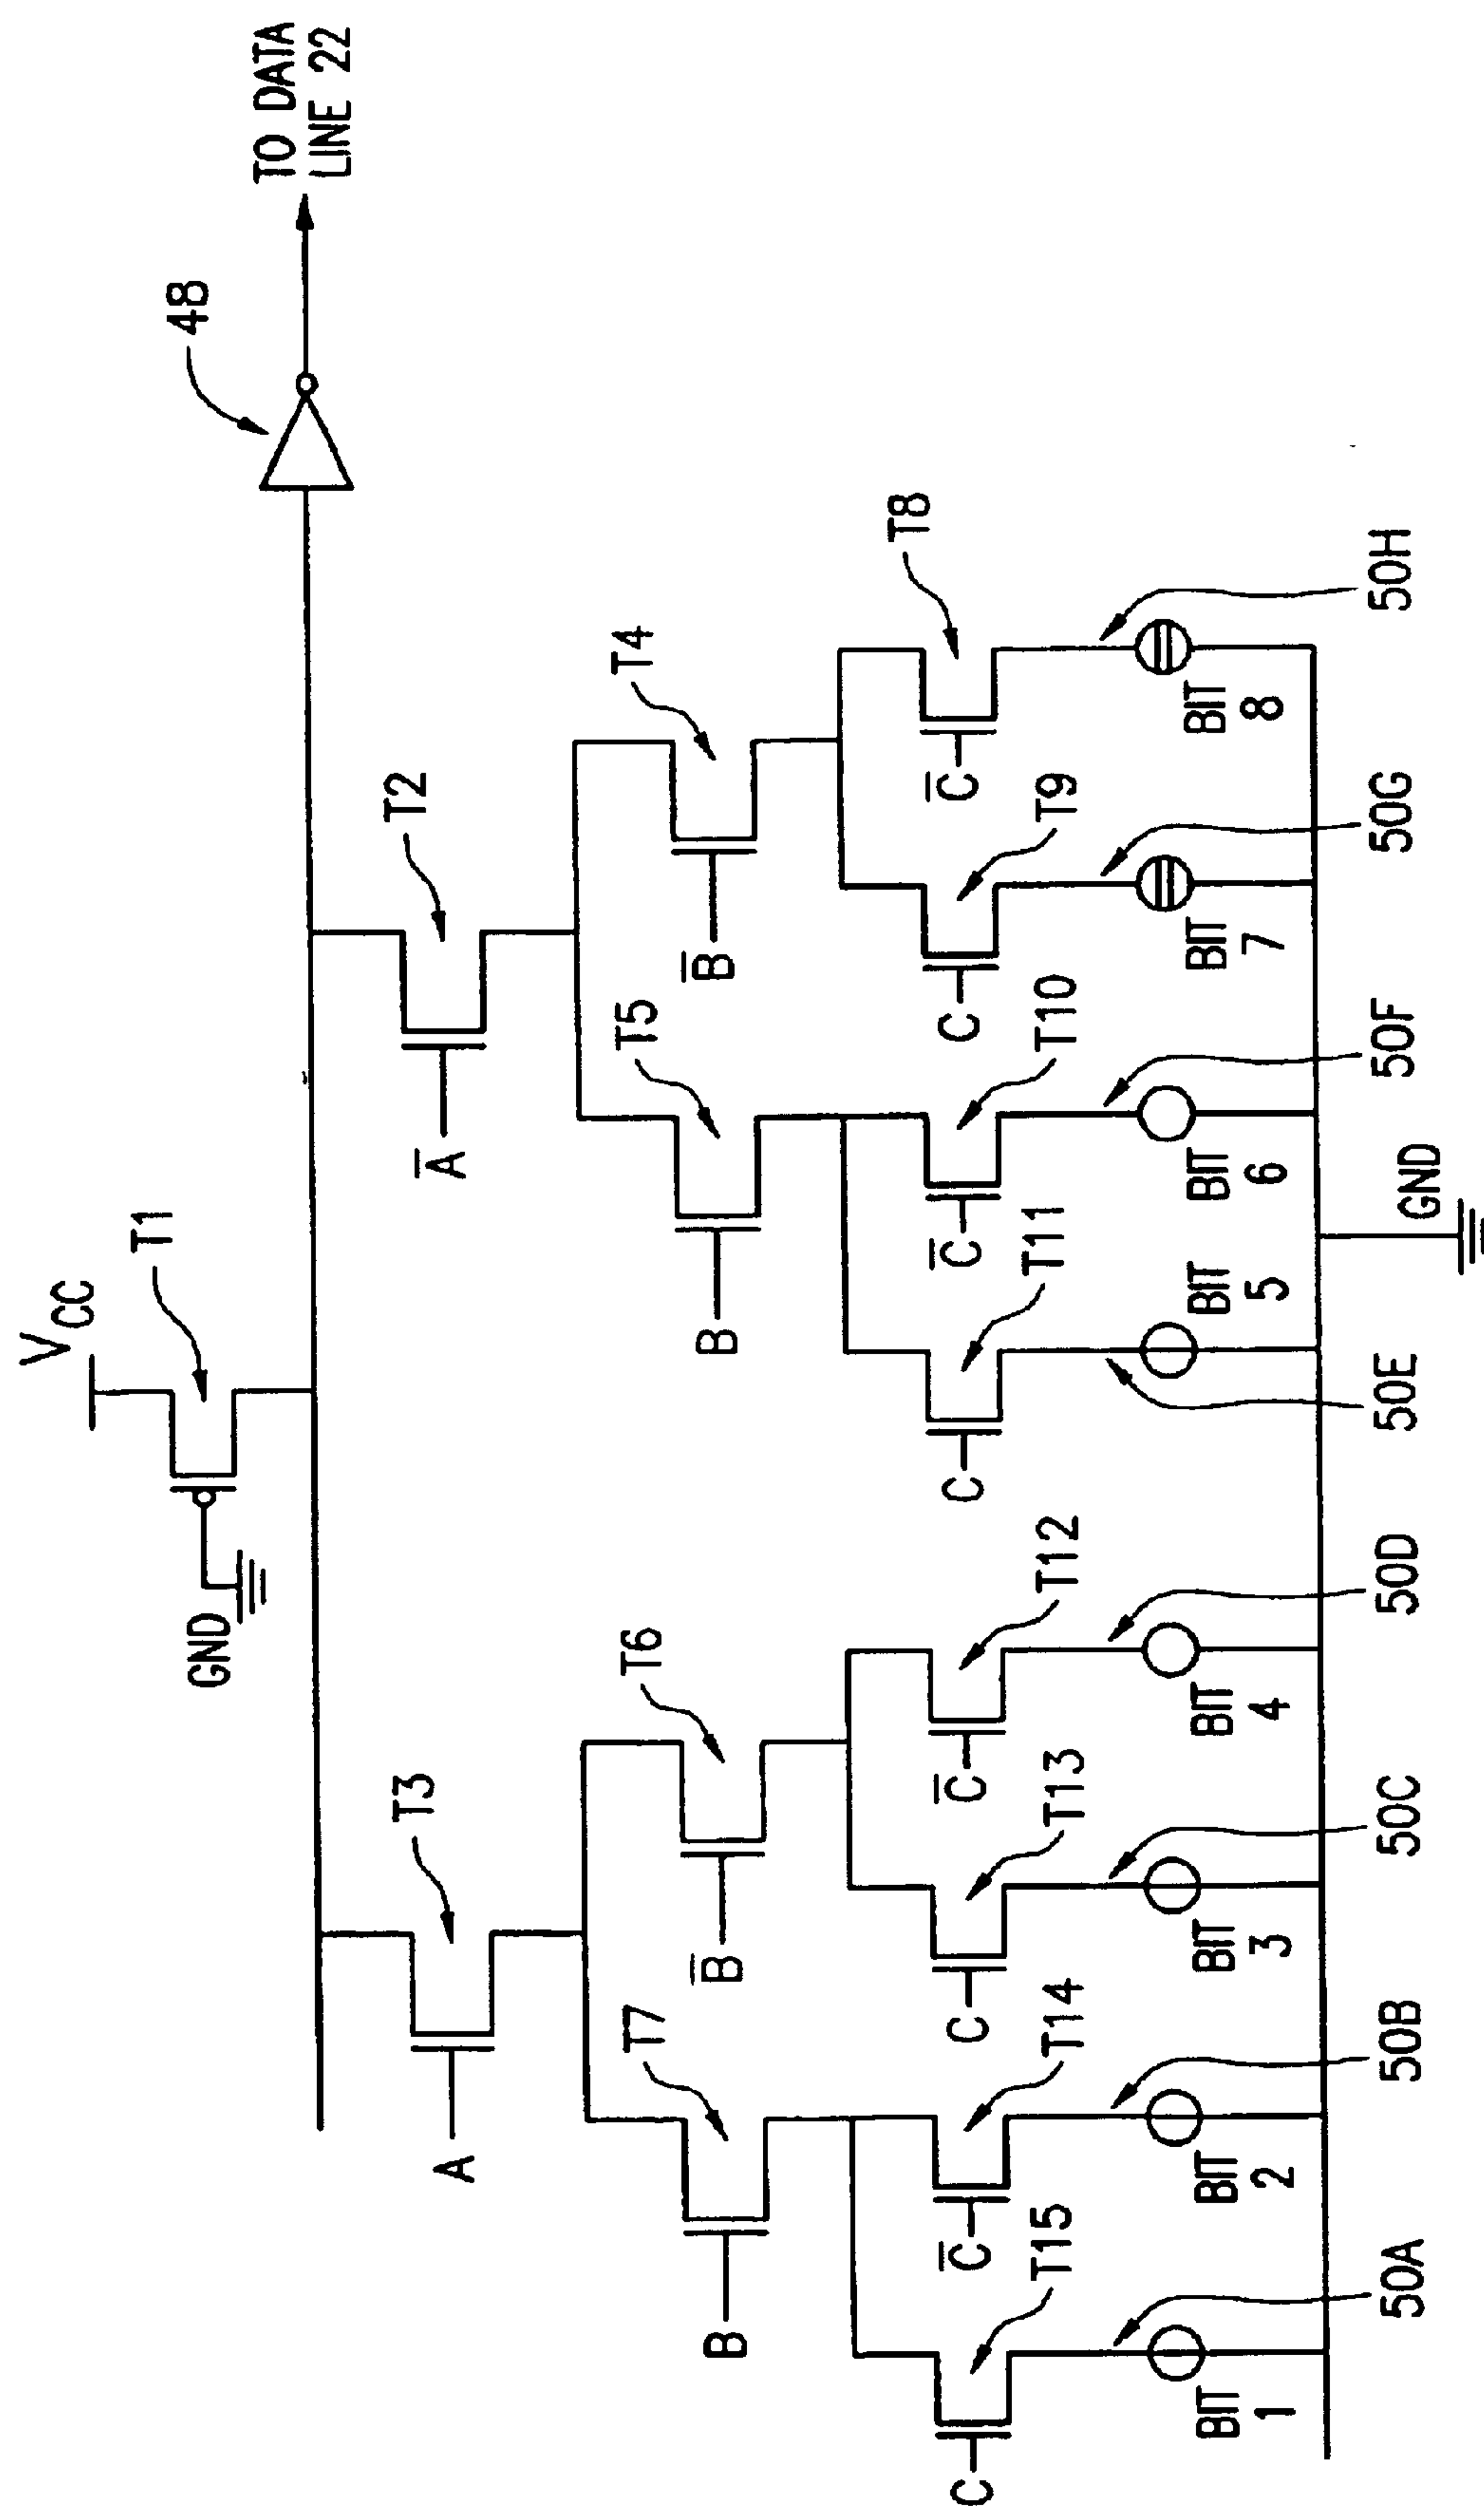 V_CC
T1
GND
48
TO DATA
LINE 22
T3
T2
A
A̅
T7
T6
T5
T4
B
B̅
B
B̅
T15
T14
T13
T12
T11
T10
T9
T8
C
C̅
C
C̅
C
C̅
C
C̅
BIT
1
BIT
2
BIT
3
BIT
4
BIT
5
BIT
6
BIT
7
BIT
8
50A
50B
50C
50D
50E
GND
50F
50G
50H